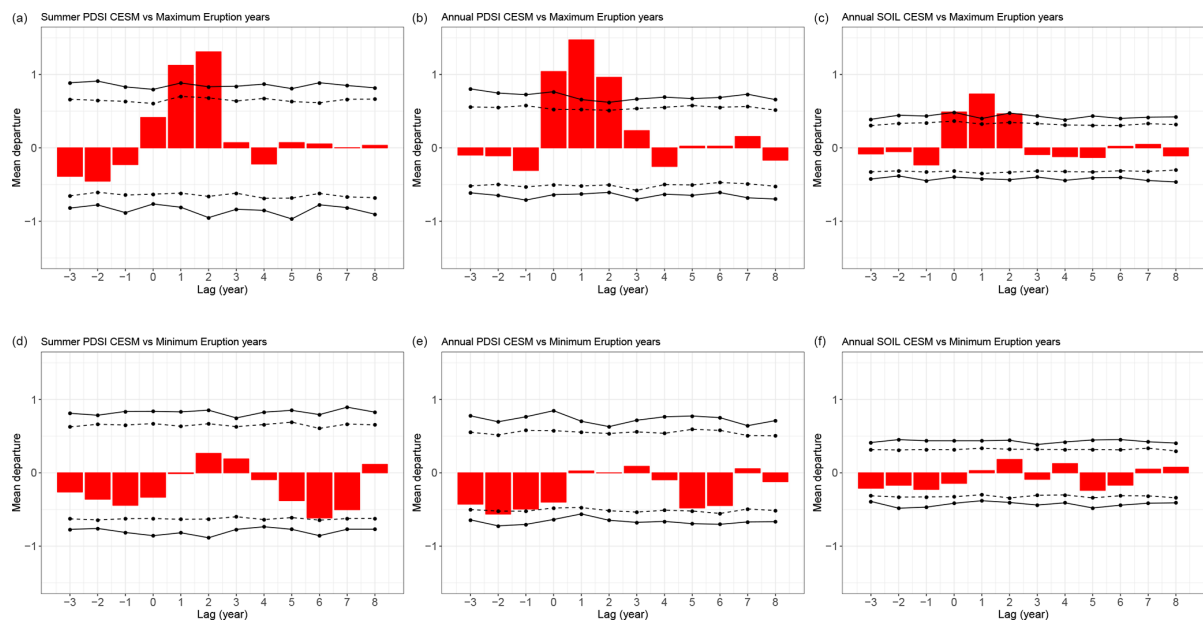 (a) Summer PDSI CESM vs Maximum Eruption years
Mean departure
1
0
−1
−3 −2 −1 0 1 2 3 4 5 6 7 8
Lag (year)
(b) Annual PDSI CESM vs Maximum Eruption years
Mean departure
1
0
−1
−3 −2 −1 0 1 2 3 4 5 6 7 8
Lag (year)
(c) Annual SOIL CESM vs Maximum Eruption years
Mean departure
1
0
−1
−3 −2 −1 0 1 2 3 4 5 6 7 8
Lag (year)
(d) Summer PDSI CESM vs Minimum Eruption years
Mean departure
1
0
−1
−3 −2 −1 0 1 2 3 4 5 6 7 8
Lag (year)
(e) Annual PDSI CESM vs Minimum Eruption years
Mean departure
1
0
−1
−3 −2 −1 0 1 2 3 4 5 6 7 8
Lag (year)
(f) Annual SOIL CESM vs Minimum Eruption years
Mean departure
1
0
−1
−3 −2 −1 0 1 2 3 4 5 6 7 8
Lag (year)